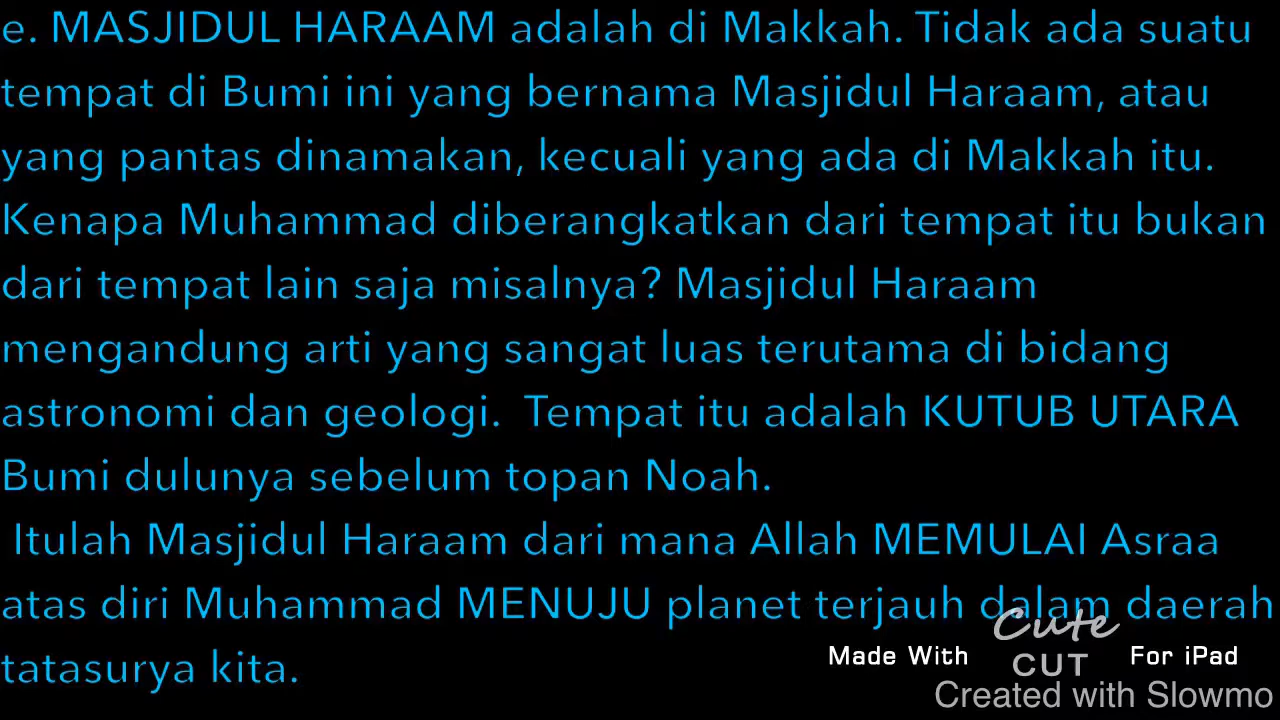 e. MASJIDUL HARAAM adalah di Makkah. Tidak ada suatu
tempat di Bumi ini yang bernama Masjidul Haraam, atau
yang pantas dinamakan, kecuali yang ada di Makkah itu.
Kenapa Muhammad diberangkatkan dari tempat itu bukan
dari tempat lain saja misalnya? Masjidul Haraam
mengandung arti yang sangat luas terutama di bidang
astronomi dan geologi. Tempat itu adalah KUTUB UTARA
Bumi dulunya sebelum topan Noah.
Itulah Masjidul Haraam dari mana Allah MEMULAI Asraa
atas diri Muhammad MENUJU planet terjauh dalam daerah
tatasurya kita.
Made With Cute CUT For iPad
Created with Slowmo